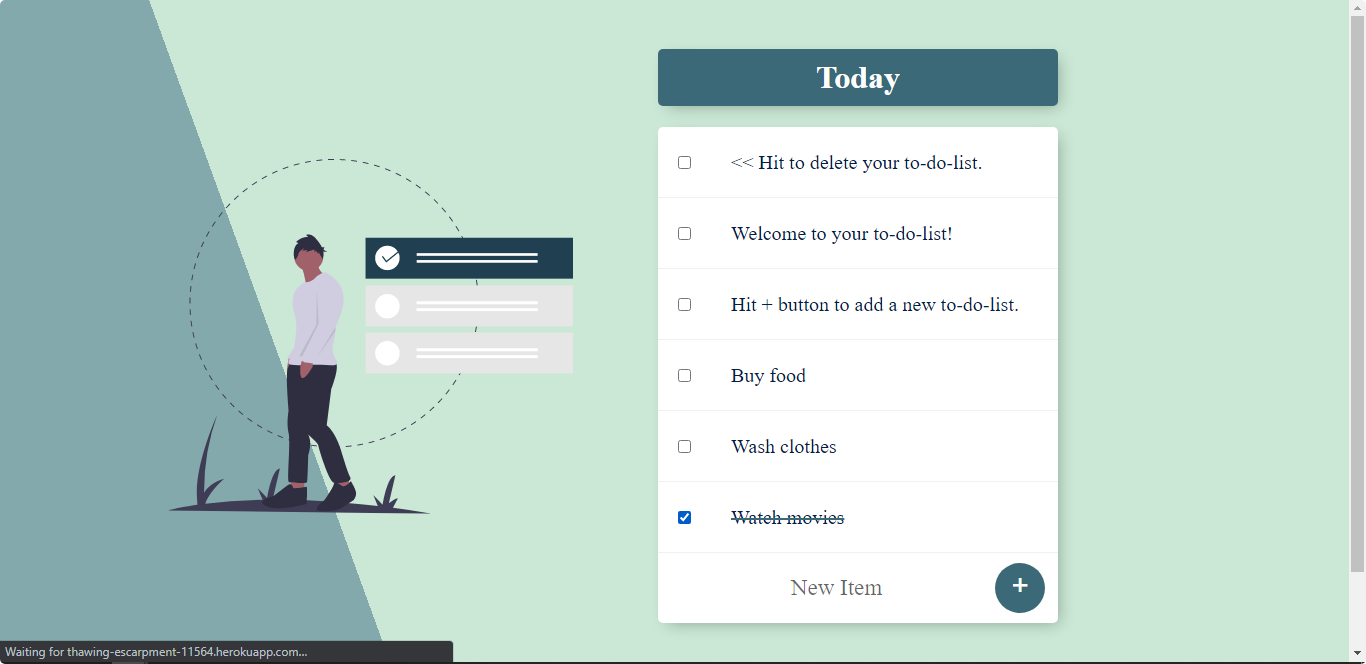 Today
<< Hit to delete your to-do-list.
Welcome to your to-do-list!
Hit + button to add a new to-do-list.
Buy food
Wash clothes
Watch movies
New Item
+
Waiting for thawing-escarpment-11564.herokuapp.com...